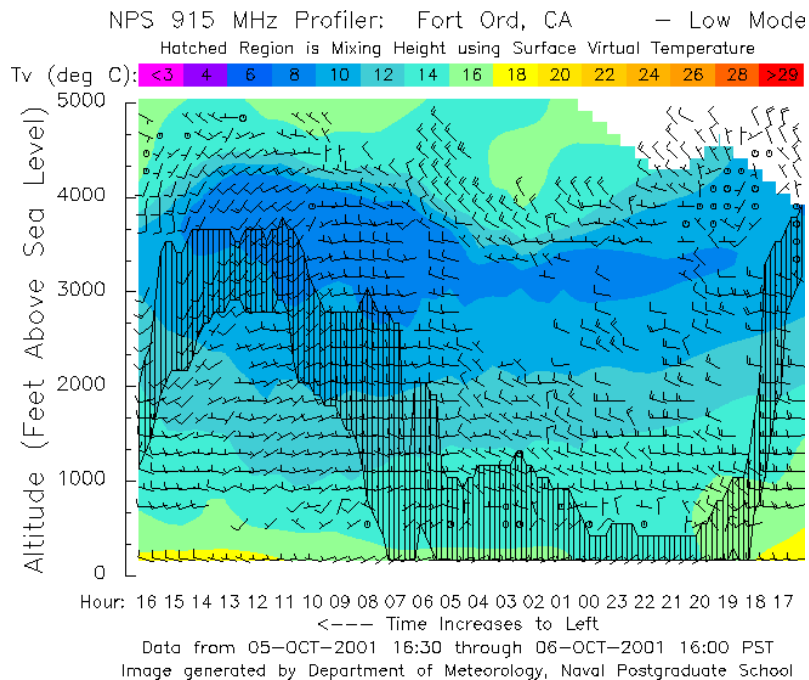 NPS 915 MHz Profiler: Fort Ord, CA — Low Mode
Hatched Region is Mixing Height using Surface Virtual Temperature
Tv (deg C): <3 4 6 8 10 12 14 16 18 20 22 24 26 28 >29
Altitude (Feet Above Sea Level)
5000
4000
3000
2000
1000
0
Hour: 16 15 14 13 12 11 10 09 08 07 06 05 04 03 02 01 00 23 22 21 20 19 18 17
<--- Time Increases to Left
Data from 05-OCT-2001 16:30 through 06-OCT-2001 16:00 PST
Image generated by Department of Meteorology, Naval Postgraduate School